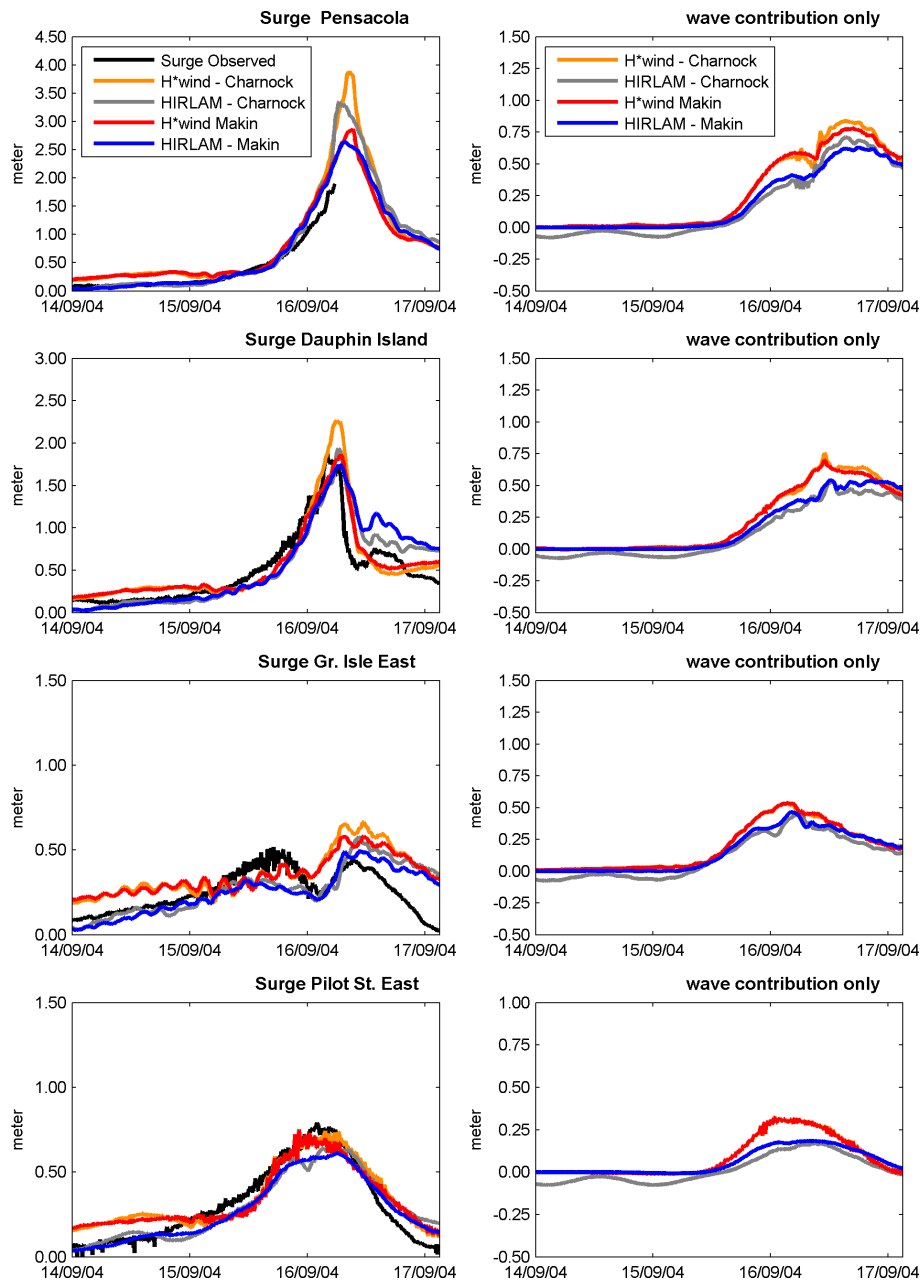 Surge  Pensacola
4.50
4.00
3.50
3.00
2.50
2.00
1.50
1.00
0.50
0.00
meter
Surge Observed
H*wind - Charnock
HIRLAM - Charnock
H*wind Makin
HIRLAM - Makin
14/09/04 15/09/04 16/09/04 17/09/04
wave contribution only
1.50
1.25
1.00
0.75
0.50
0.25
0.00
-0.25
-0.50
meter
H*wind - Charnock
HIRLAM - Charnock
H*wind Makin
HIRLAM - Makin
14/09/04 15/09/04 16/09/04 17/09/04
Surge Dauphin Island
3.00
2.50
2.00
1.50
1.00
0.50
0.00
meter
14/09/04 15/09/04 16/09/04 17/09/04
wave contribution only
1.50
1.25
1.00
0.75
0.50
0.25
0.00
-0.25
-0.50
meter
14/09/04 15/09/04 16/09/04 17/09/04
Surge Gr. Isle East
1.50
1.00
0.50
0.00
meter
14/09/04 15/09/04 16/09/04 17/09/04
wave contribution only
1.50
1.25
1.00
0.75
0.50
0.25
0.00
-0.25
-0.50
meter
14/09/04 15/09/04 16/09/04 17/09/04
Surge Pilot St. East
1.50
1.00
0.50
0.00
meter
14/09/04 15/09/04 16/09/04 17/09/04
wave contribution only
1.00
0.75
0.50
0.25
0.00
-0.25
-0.50
meter
14/09/04 15/09/04 16/09/04 17/09/04